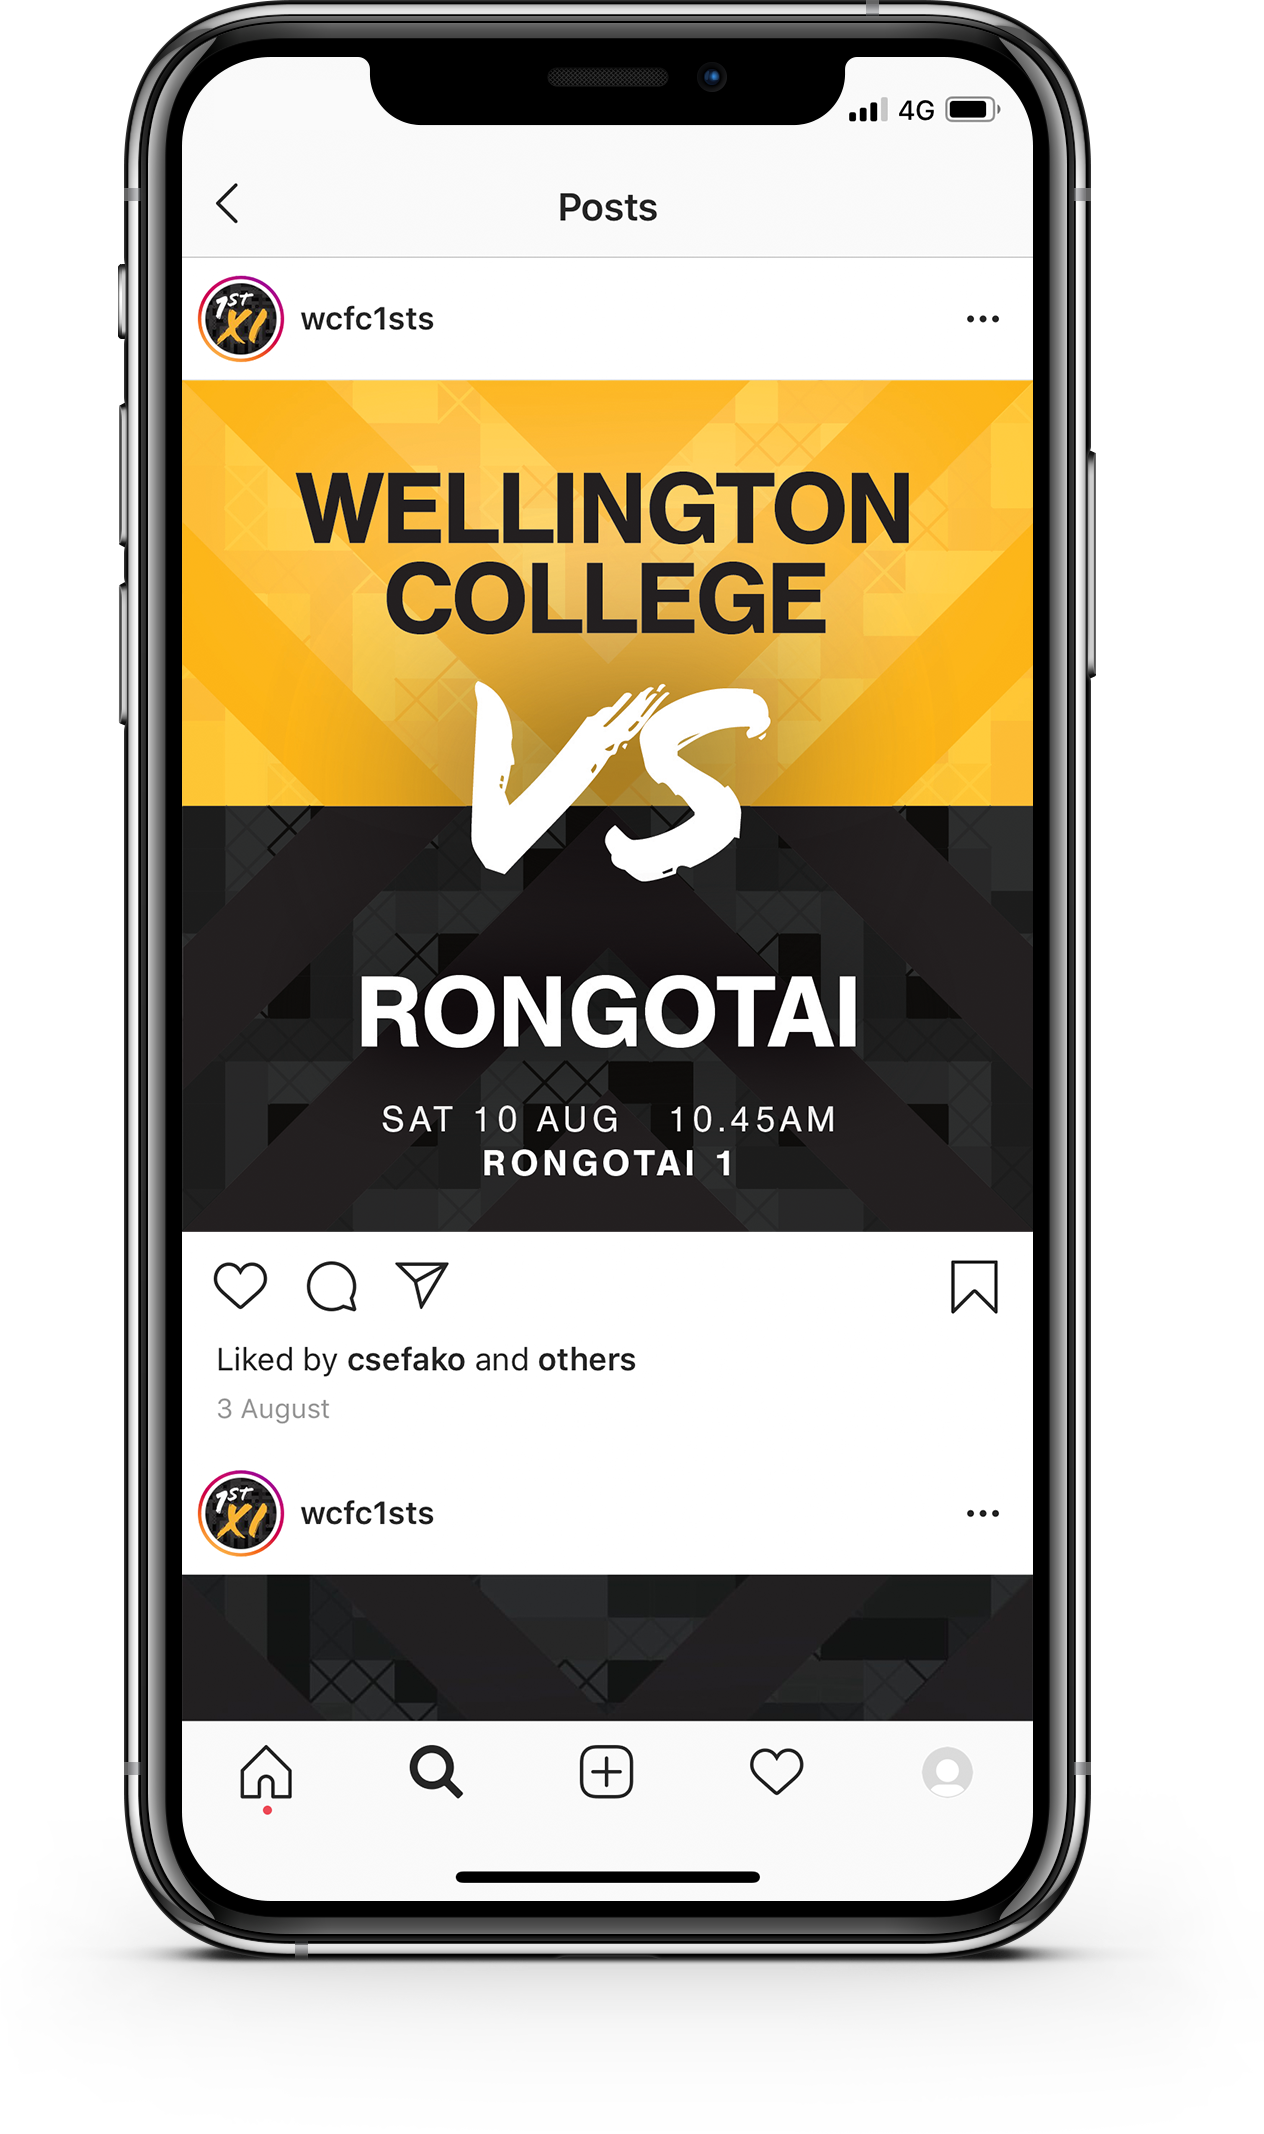 4G
Posts
1ST
XI
wcfc1sts
WELLINGTON
COLLEGE
VS
RONGOTAI
SAT 10 AUG 10.45AM
RONGOTAI 1
Liked by csefako and others
3 August
1ST
XI
wcfc1sts